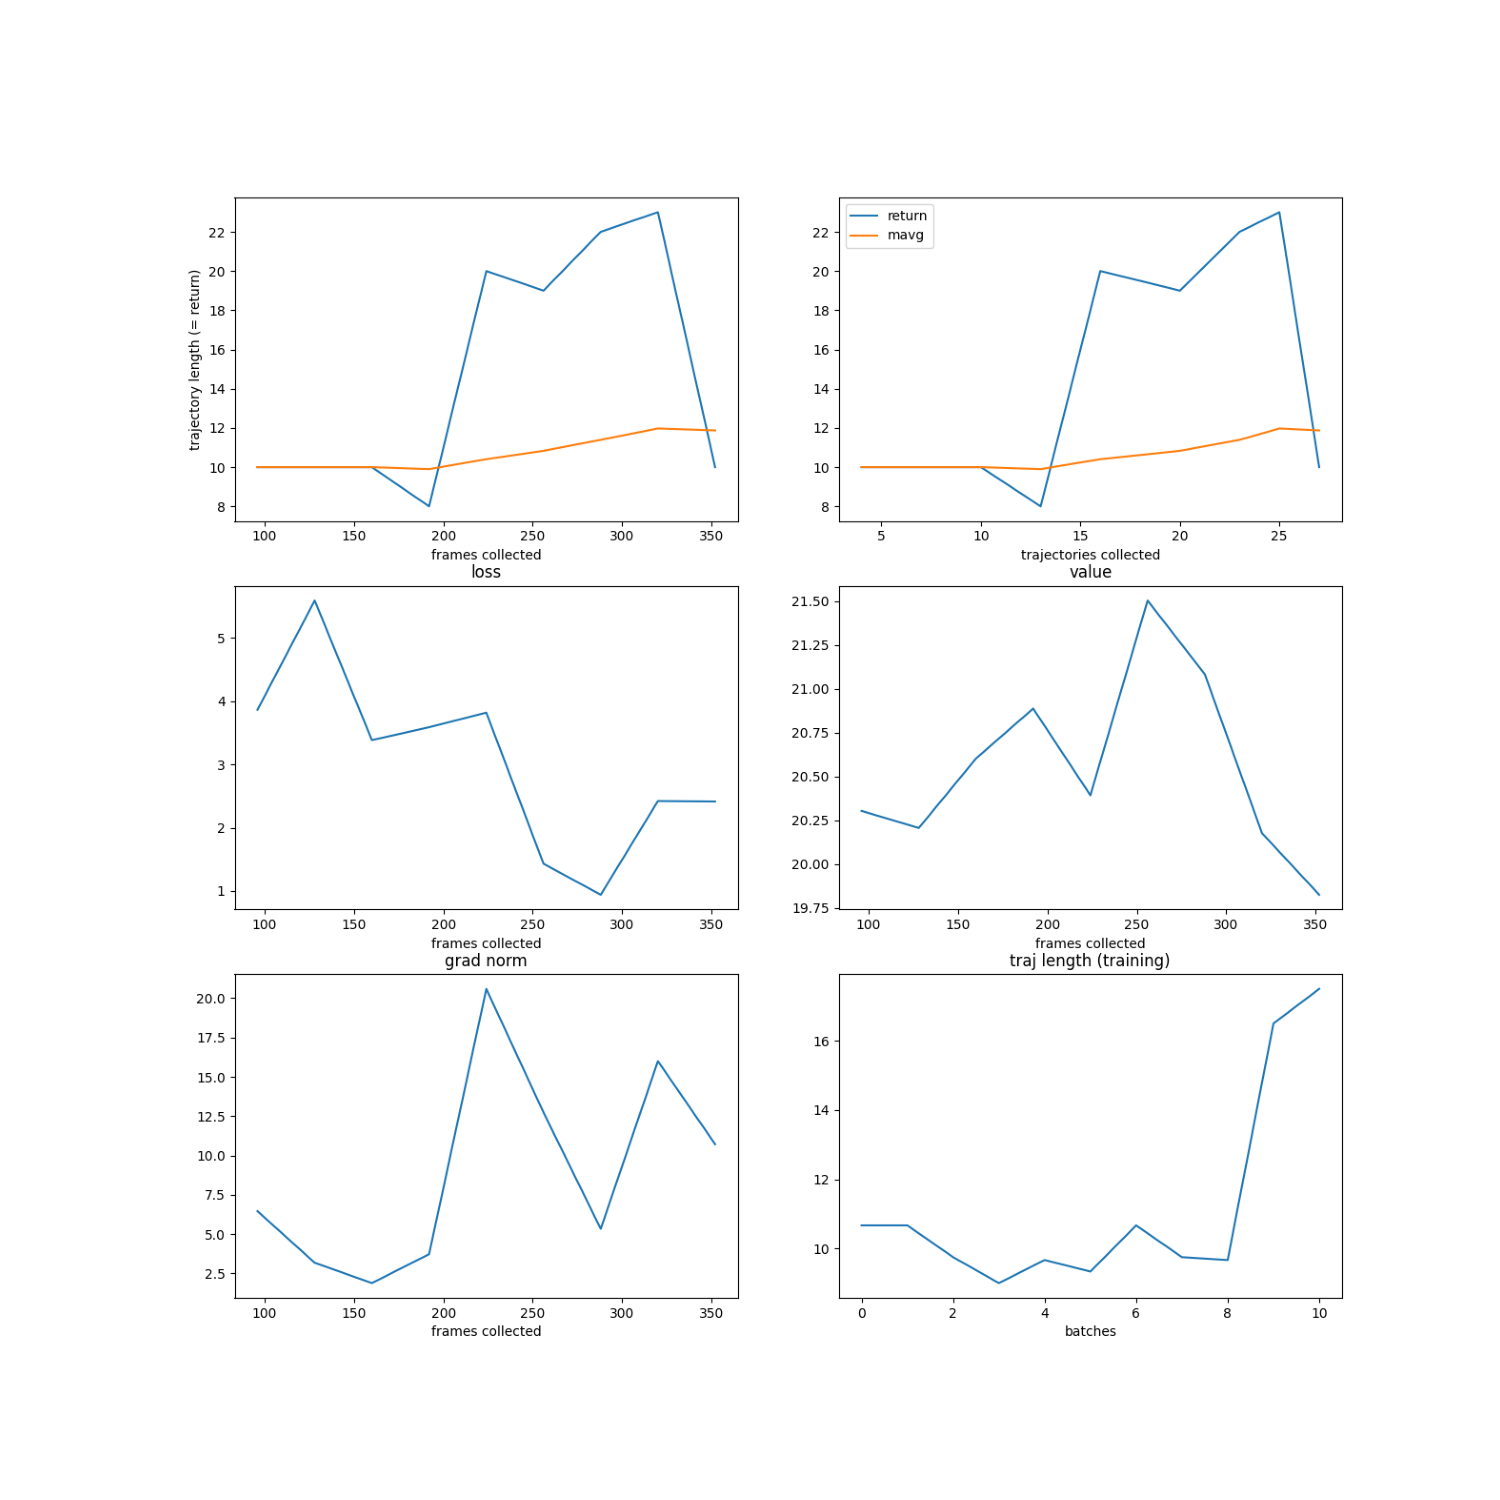 trajectory length (= return)
22
20
18
16
14
12
10
8
100 150 200 250 300 350
frames collected
return
mavg
22
20
18
16
14
12
10
8
5 10 15 20 25
trajectories collected
loss
5
4
3
2
1
100 150 200 250 300 350
frames collected
value
21.50
21.25
21.00
20.75
20.50
20.25
20.00
19.75
100 150 200 250 300 350
frames collected
grad norm
20.0
17.5
15.0
12.5
10.0
7.5
5.0
2.5
100 150 200 250 300 350
frames collected
traj length (training)
16
14
12
10
0 2 4 6 8 10
batches